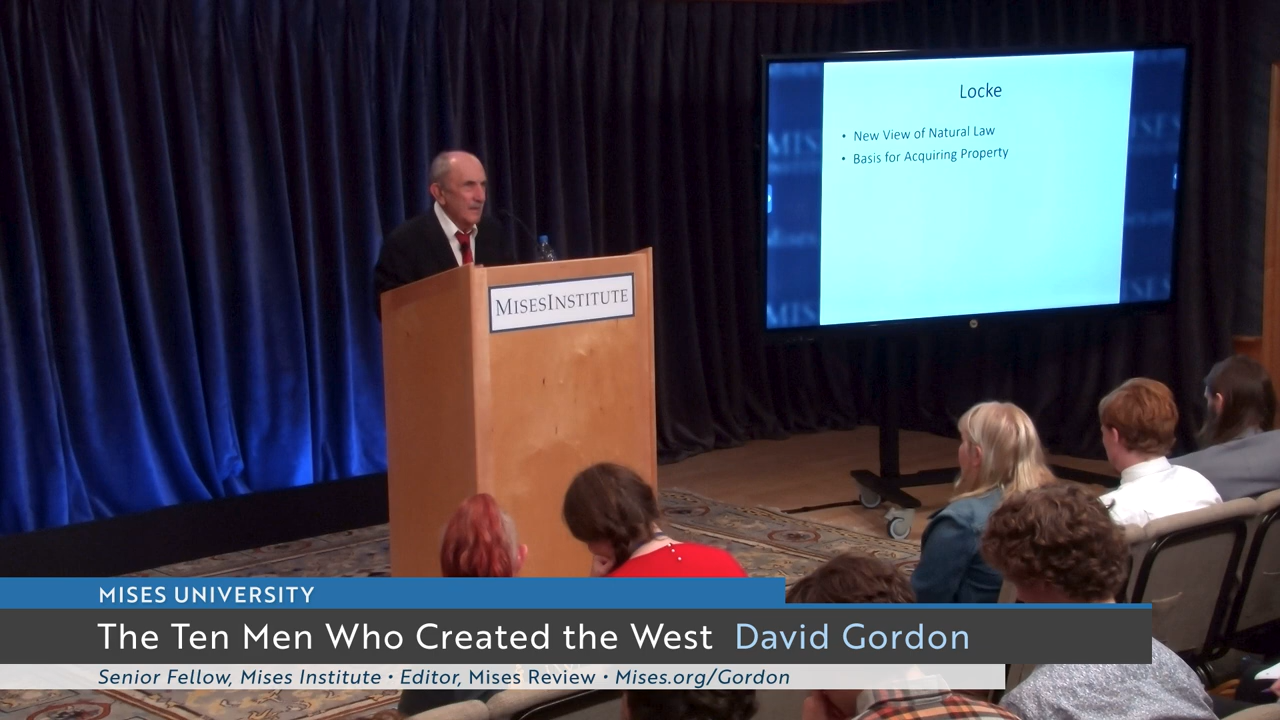 Locke
• New View of Natural Law
• Basis for Acquiring Property
MISES
MISESINSTITUTE
MISES UNIVERSITY
The Ten Men Who Created the West David Gordon
Senior Fellow, Mises Institute • Editor, Mises Review • Mises.org/Gordon